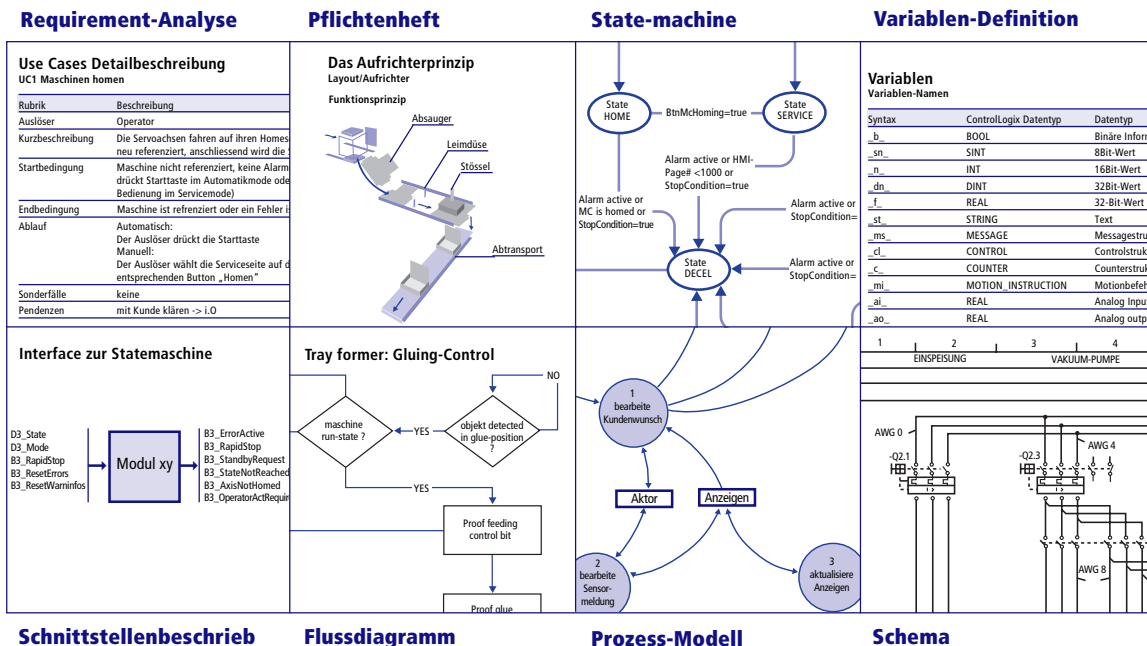 Requirement-Analyse
Pflichtenheft
State-machine
Variablen-Definition
Use Cases Detailbeschreibung
UC1 Maschinen homen
Rubrik Beschreibung
Auslöser Operator
Kurzbeschreibung Die Servoachsen fahren auf ihren Homes
neu referenziert, anschliessend wird die
Startbedingung Maschine nicht referenziert, keine Alarm
drückt Starttaste im Automatikmode ode
Bedienung im Servicemode)
Endbedingung Maschine ist refrenziert oder ein Fehler i
Ablauf Automatisch:
Der Auslöser drückt die Starttaste
Manuell:
Der Auslöser wählt die Serviceseite auf d
entsprechenden Button „Homen“
Sonderfälle keine
Pendenzen mit Kunde klären -> i.O
Das Aufrichterprinzip
Layout/Aufrichter
Funktionsprinzip
Absauger
Leimdüse
Stössel
Abtransport
State
HOME
BtnMcHoming=true
State
SERVICE
Alarm active or HMI-
Page# <1000 or
StopCondition=true
Alarm active or
MC is homed or
StopCondition=true
Alarm active or
StopCondition=
State
DECEL
Alarm active or
StopCondition=
Variablen
Variablen-Namen
Syntax ControlLogix Datentyp Datentyp
_b_ BOOL Binäre Infor
_sn_ SINT 8Bit-Wert
_n_ INT 16Bit-Wert
_dn_ DINT 32Bit-Wert
_f_ REAL 32-Bit-Wert
_st_ STRING Text
_ms_ MESSAGE Messagestru
_cl_ CONTROL Controlstruk
_c_ COUNTER Counterstruk
_mi_ MOTION_INSTRUCTION Motionbefeh
_ai_ REAL Analog Inpu
_ao_ REAL Analog outp
Interface zur Statemaschine
D3_State
D3_Mode
B3_RapidStop
B3_ResetErrors
B3_ResetWarninfos
Modul xy
B3_ErrorActive
B3_RapidStop
B3_StandbyRequest
B3_StateNotReached
B3_AxisNotHomed
B3_OperatorActRequir
Tray former: Gluing-Control
NO
maschine
run-state ?
YES
objekt detected
in glue-position
?
YES
Proof feeding
control bit
Proof glue
1
bearbeite
Kundenwunsch
Aktor
Anzeigen
2
bearbeite
Sensor-
meldung
3
aktualisiere
Anzeigen
1 2 3 4
EINSPEISUNG VAKUUM-PUMPE
AWG 0
AWG 4
-Q2.1
-Q2.3
AWG 8
Schnittstellenbeschrieb
Flussdiagramm
Prozess-Modell
Schema